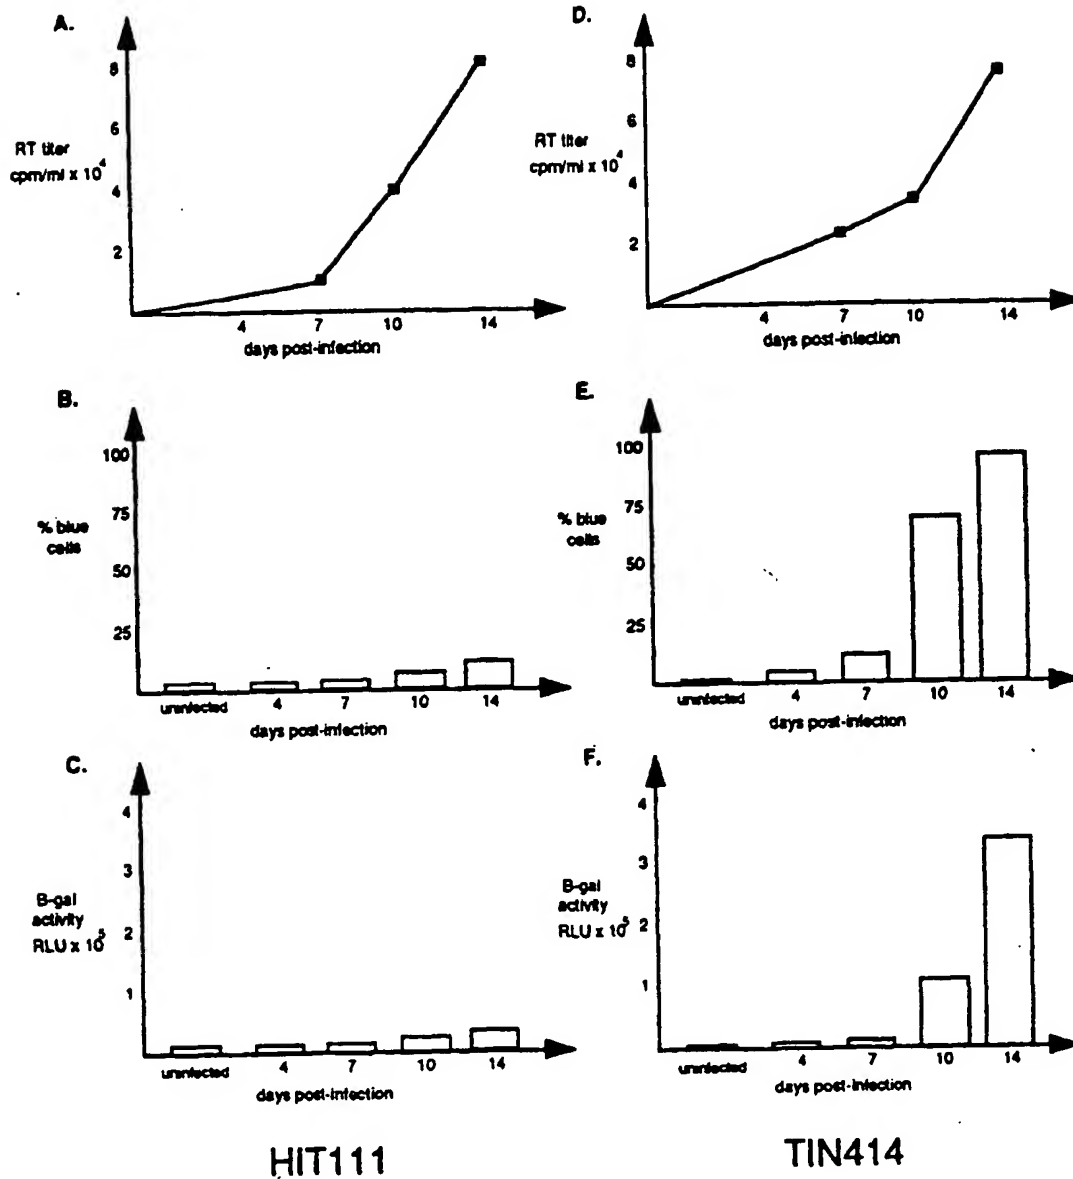 A.
8
6
RT titer
cpm/ml x 10^4
4
2
4 7 10 14
days post-infection
D.
8
6
RT titer
cpm/ml x 10^4
4
2
4 7 10 14
days post-infection
B.
100
75
% blue
cells
50
25
uninfected 4 7 10 14
days post-infection
E.
100
75
% blue
cells
50
25
uninfected 4 7 10 14
days post-infection
C.
4
3
B-gal
activity
2
RLU x 10^5
1
uninfected 4 7 10 14
days post-infection
F.
4
3
B-gal
activity
2
RLU x 10^5
1
uninfected 4 7 10 14
days post-infection
HIT111
TIN414